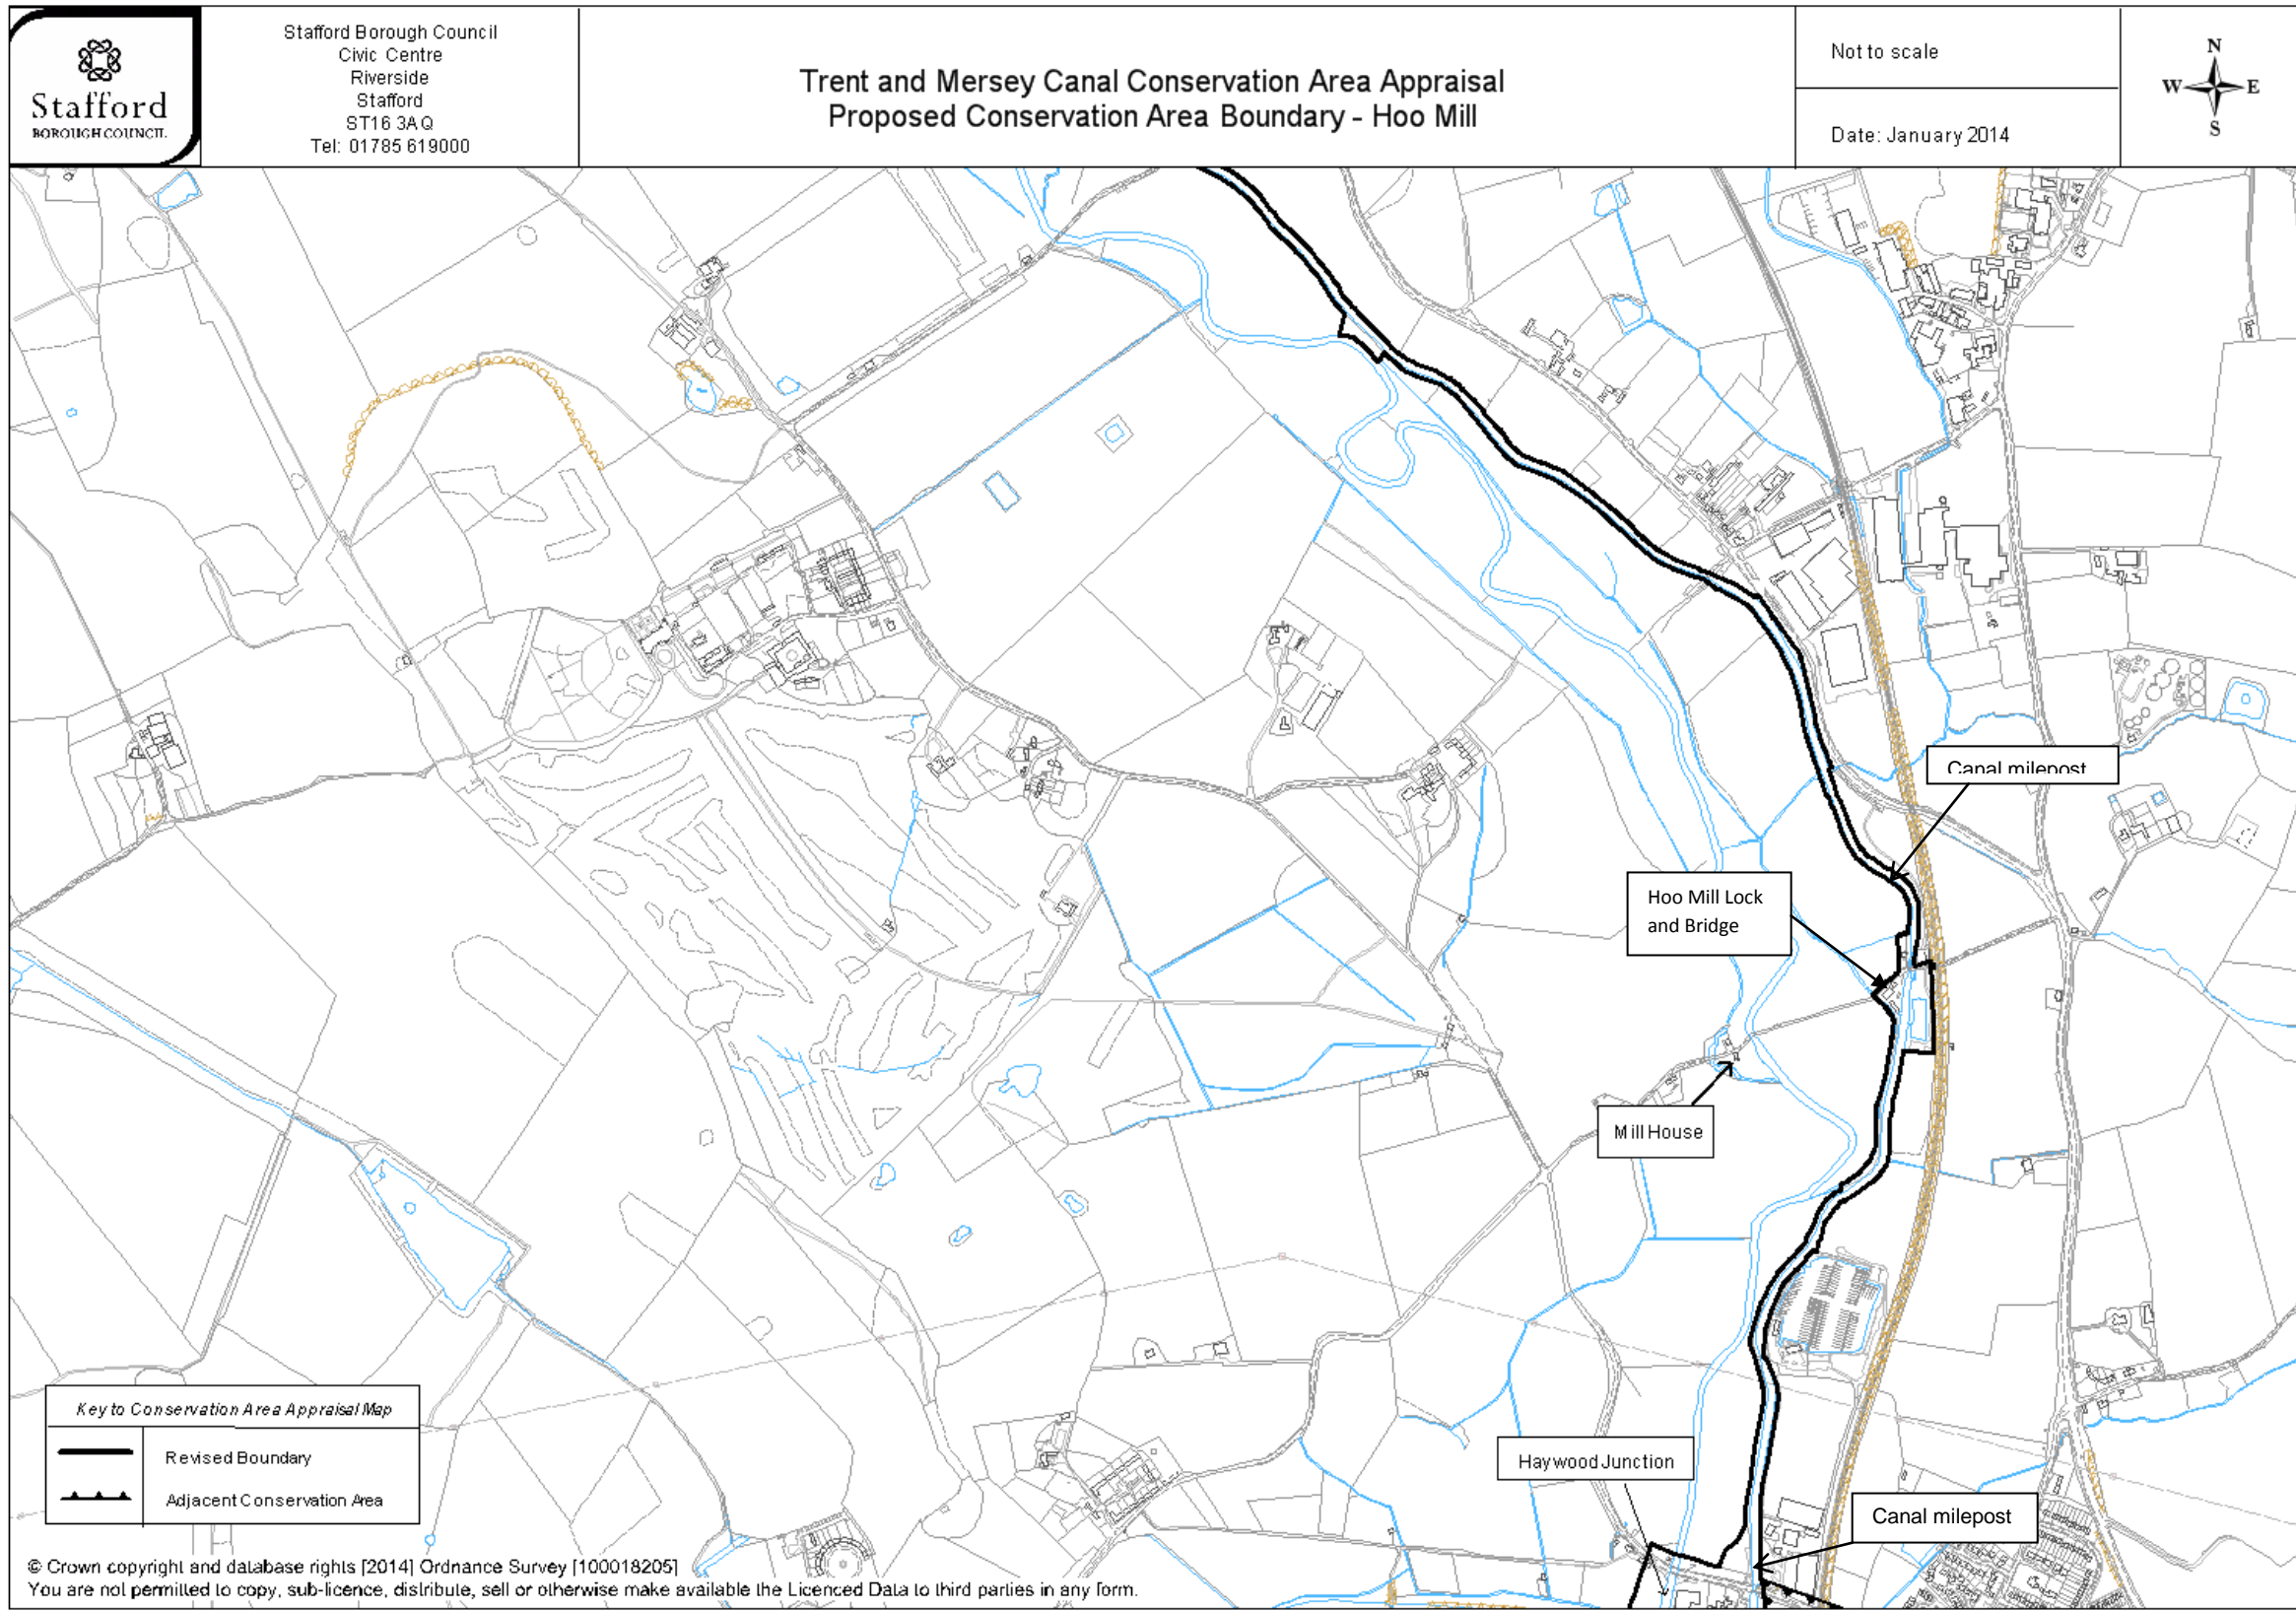 Stafford
BOROUGH COUNCIL
Stafford Borough Council
Civic Centre
Riverside
Stafford
ST16 3AQ
Tel: 01785 619000
Trent and Mersey Canal Conservation Area Appraisal
Proposed Conservation Area Boundary - Hoo Mill
Not to scale
Date: January 2014
N
W
E
S
Canal milepost
Hoo Mill Lock
and Bridge
Mill House
Haywood Junction
Canal milepost
Key to Conservation Area Appraisal Map
Revised Boundary
Adjacent Conservation Area
© Crown copyright and database rights [2014] Ordnance Survey [100018205]
You are not permitted to copy, sub-licence, distribute, sell or otherwise make available the Licenced Data to third parties in any form.